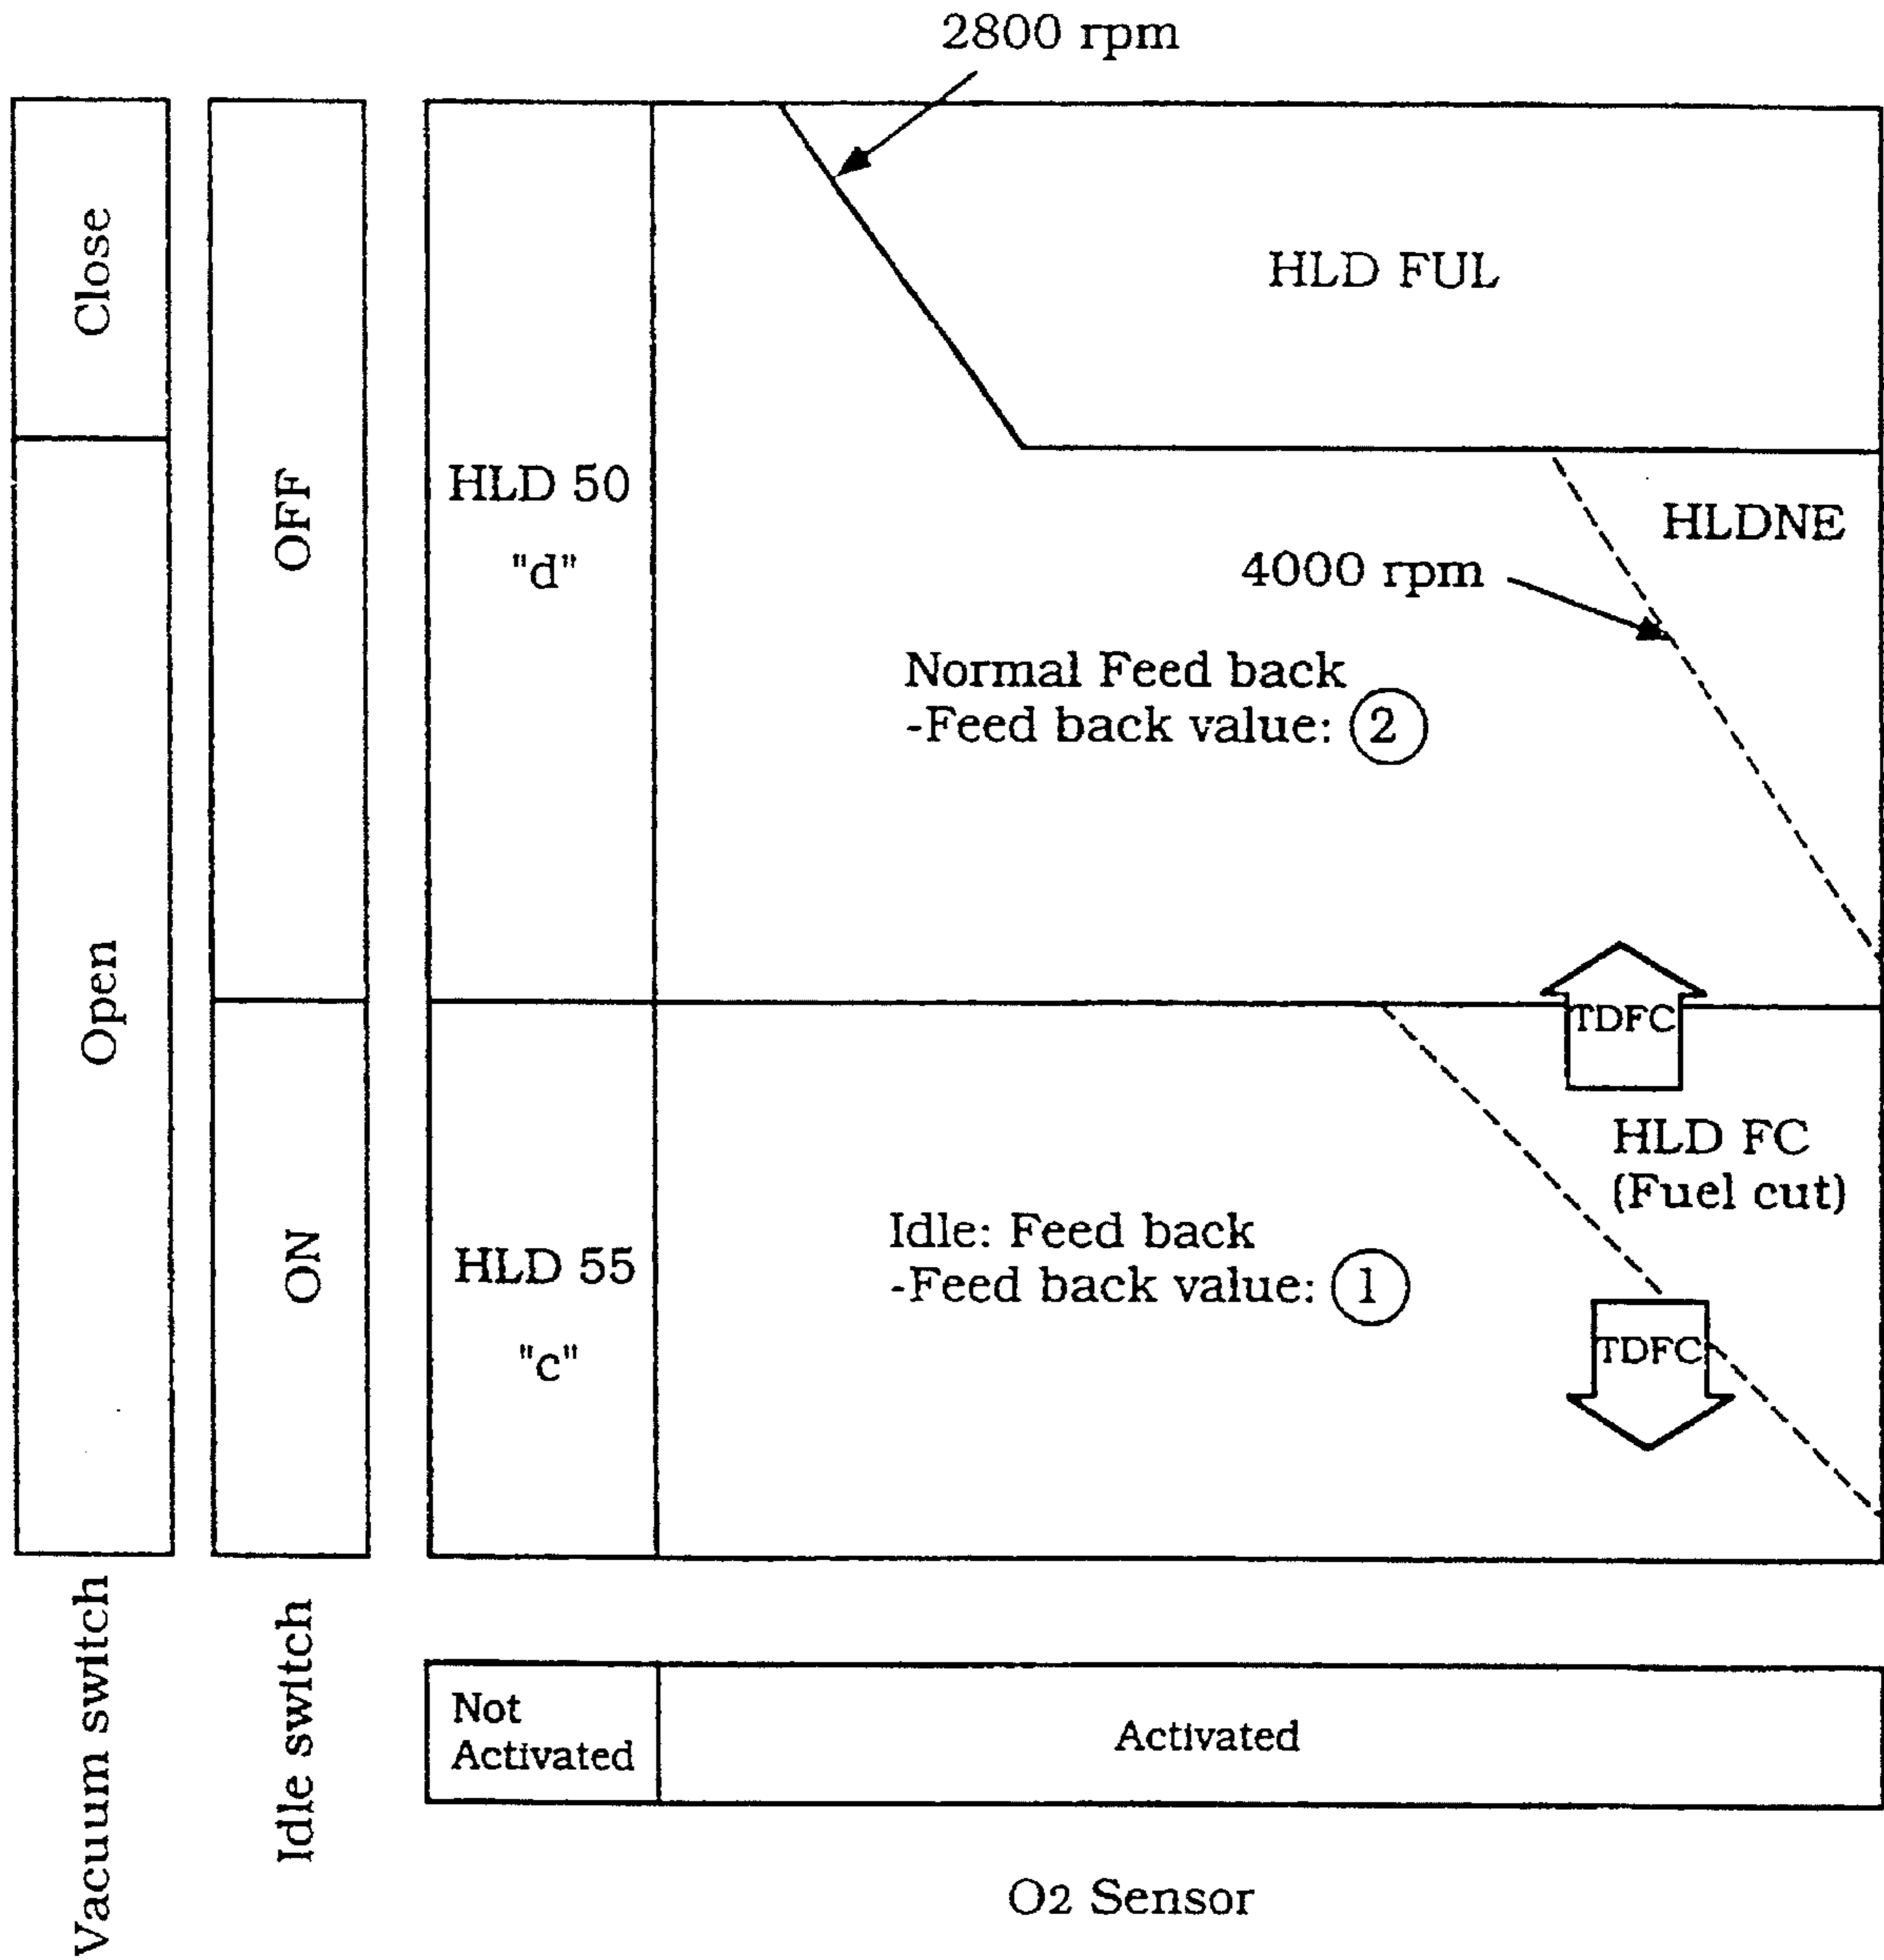 2800 rpm
Close
OFF
HLD FUL
HLD 50
"d"
HLDNE
4000 rpm
Normal Feed back
-Feed back value: 2
Open
TDFC
HLD FC
(Fuel cut)
ON
HLD 55
"c"
Idle: Feed back
-Feed back value: 1
TDFC
Vacuum switch
Idle switch
Not
Activated
Activated
O2 Sensor